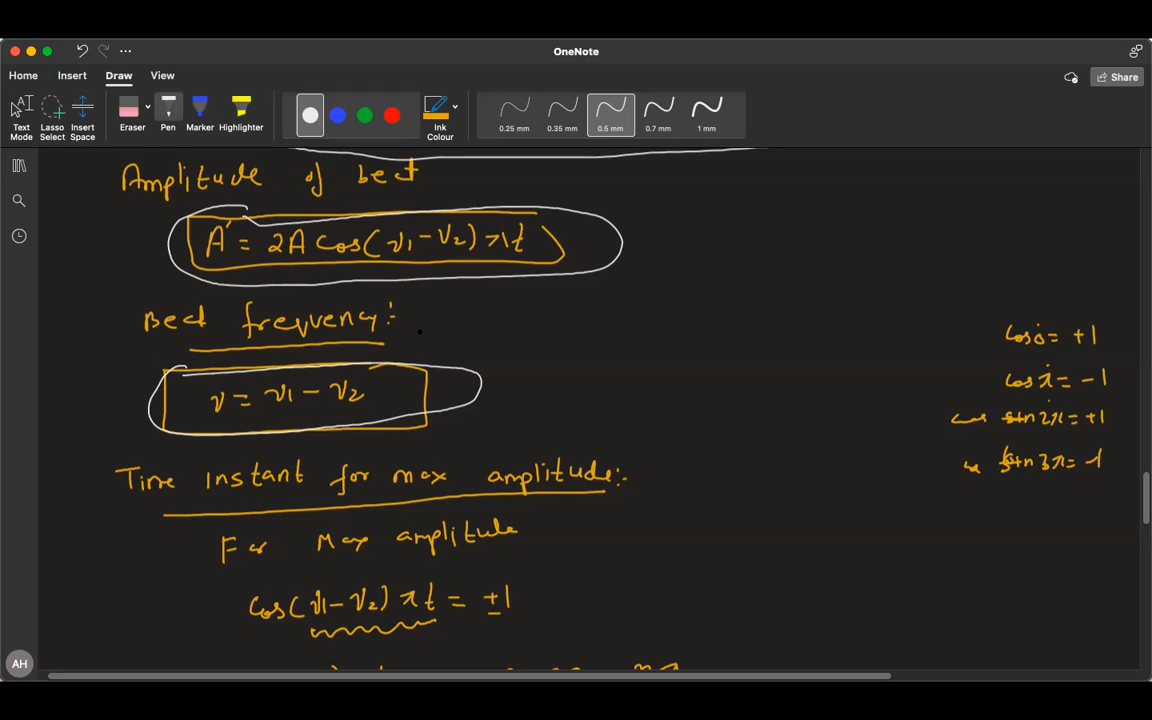 OneNote
Home Insert Draw View
Share
Text Mode
Lasso Select
Insert Space
Eraser
Pen
Marker
Highlighter
Ink Colour
0.25 mm
0.35 mm
0.5 mm
0.7 mm
1 mm
Amplitude of beat
A' = 2A cos(ν1 - ν2)πt
Beat frequency:
ν = ν1 - ν2
Time instant for max amplitude:
For Max amplitude
cos(ν1 - ν2) πt = ±1
cos0 = +1
cosπ = -1
cos 2π = +1
cos 3π = -1
AH